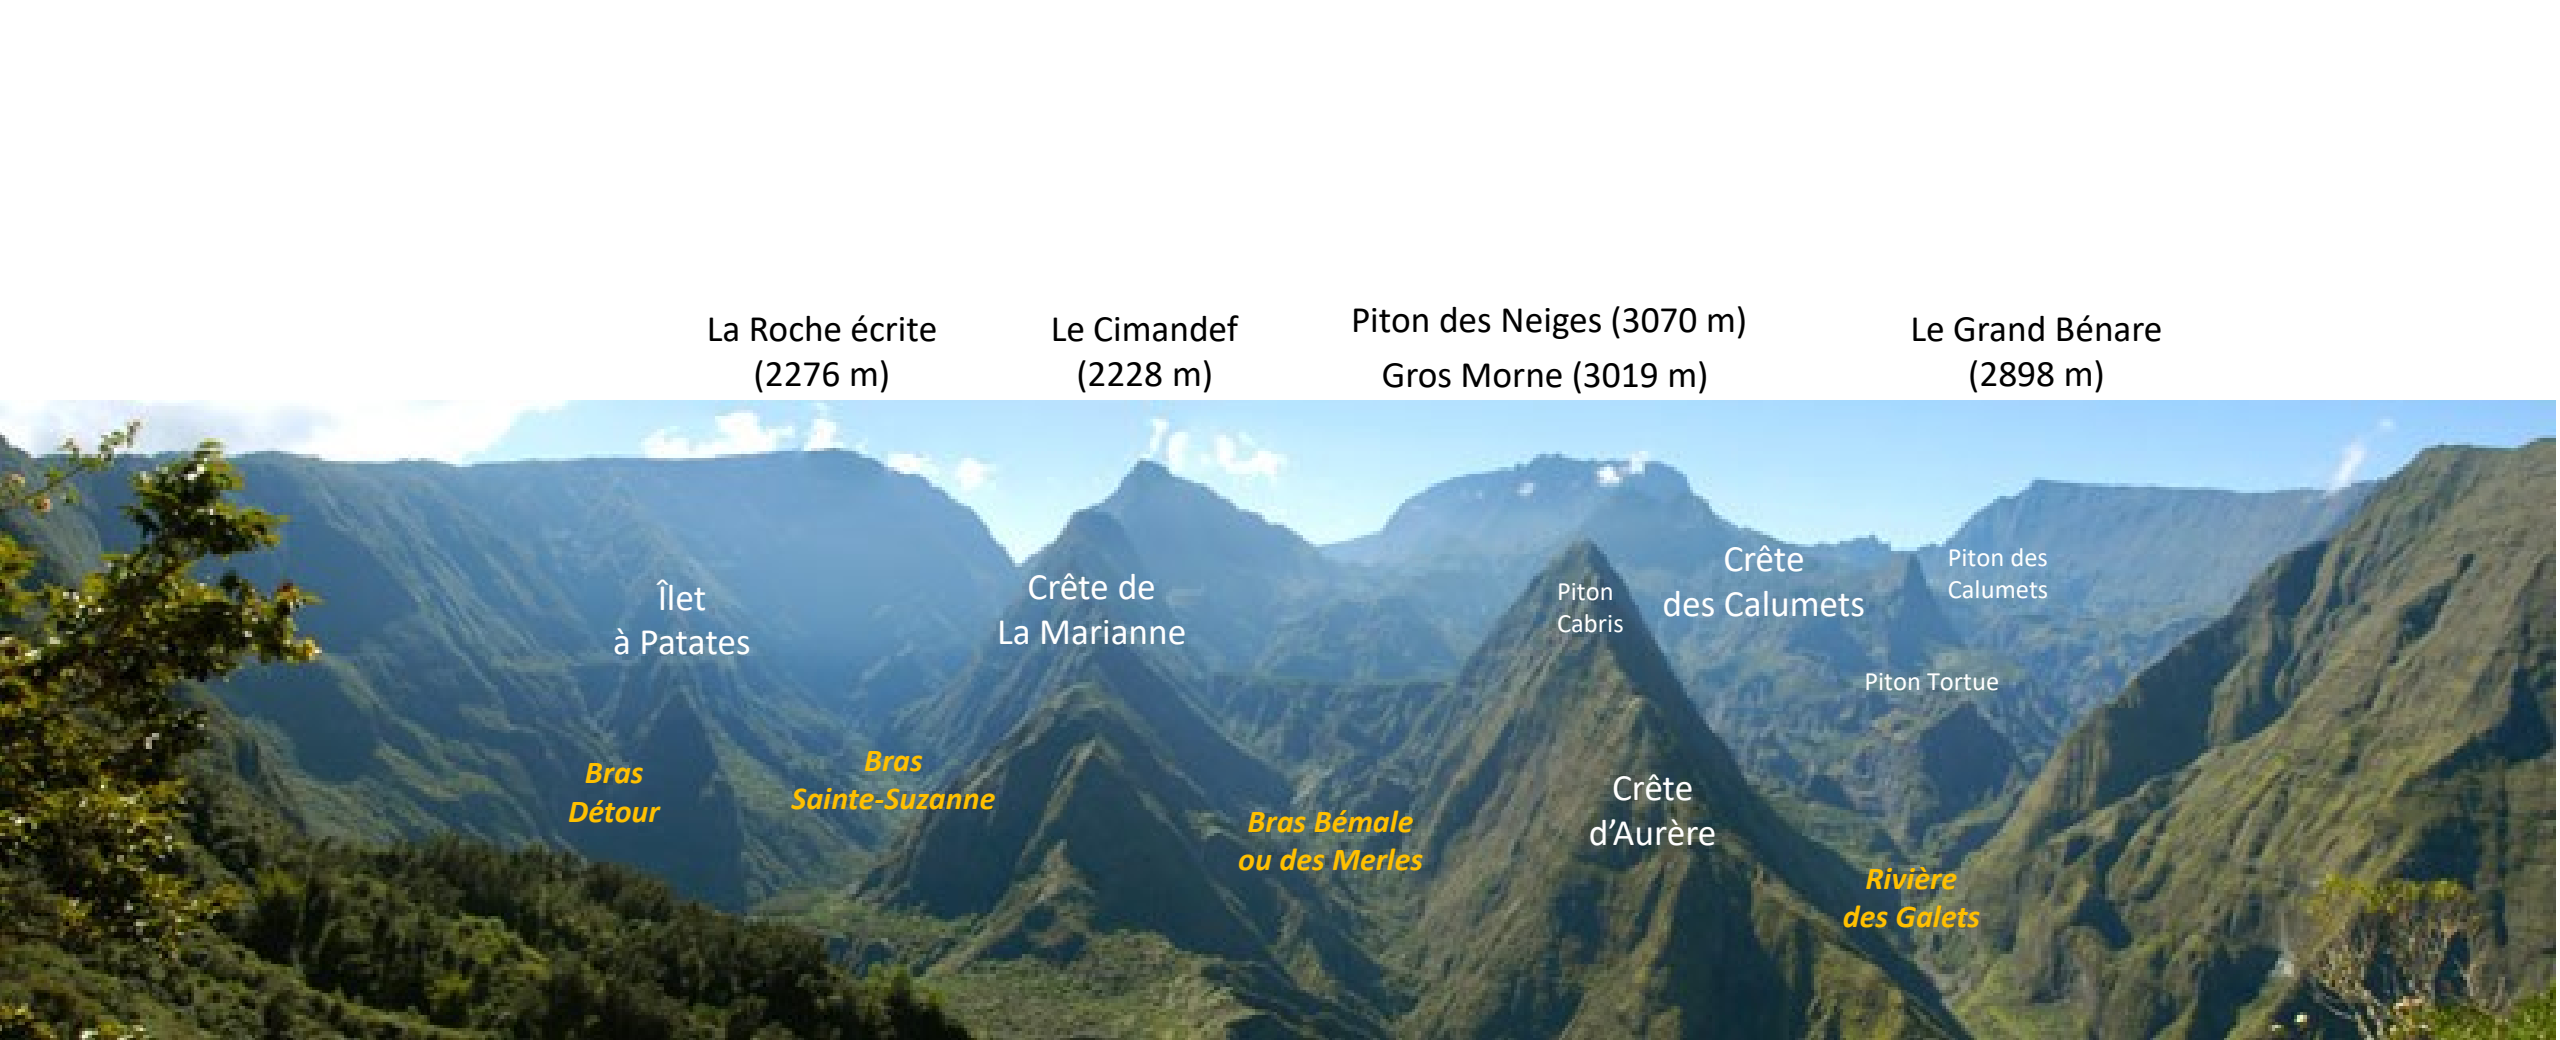 La Roche écrite
(2276 m)
Le Cimandef
(2228 m)
Piton des Neiges (3070 m)
Gros Morne (3019 m)
Le Grand Bénare
(2898 m)
Îlet
à Patates
Crête de
La Marianne
Piton
Cabris
Crête
des Calumets
Piton des
Calumets
Piton Tortue
Bras
Détour
Bras
Sainte-Suzanne
Bras Bémale
ou des Merles
Crête
d’Aurère
Rivière
des Galets